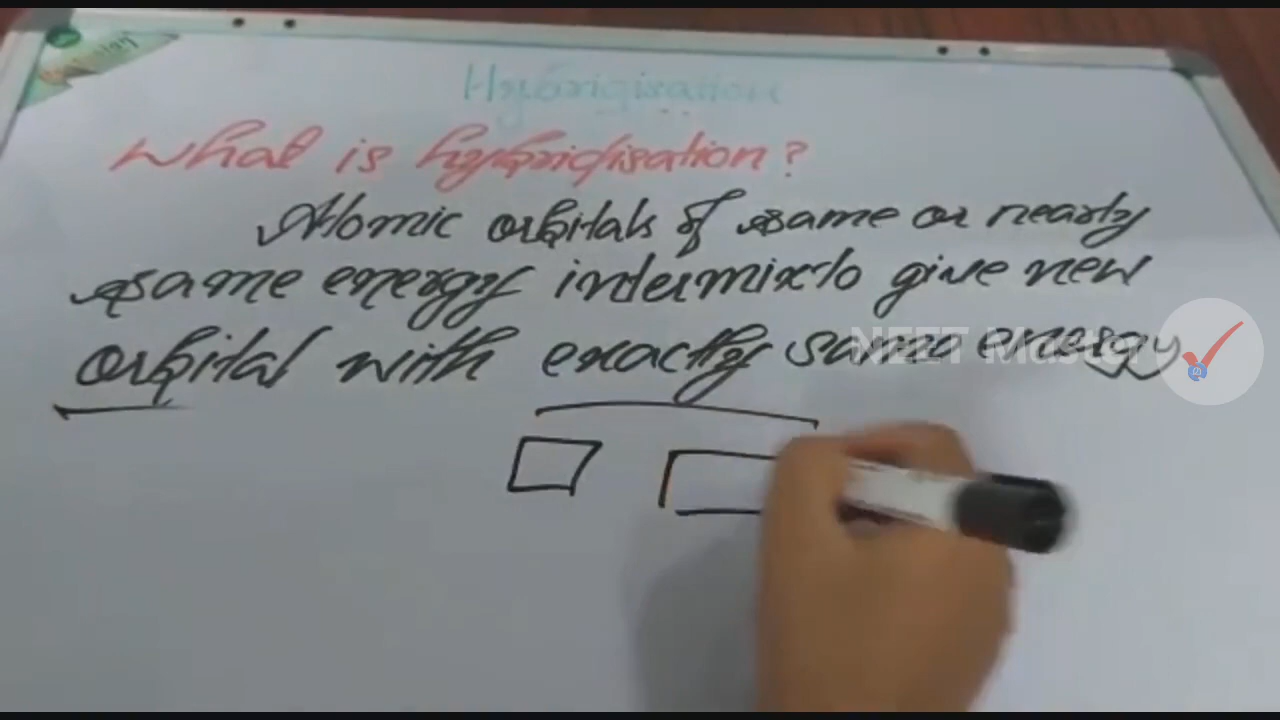 Hybridisation
What is hybridisation?
Atomic orbitals of same or nearly
same energy intermix to give new
orbital with exactly same energy
NEET